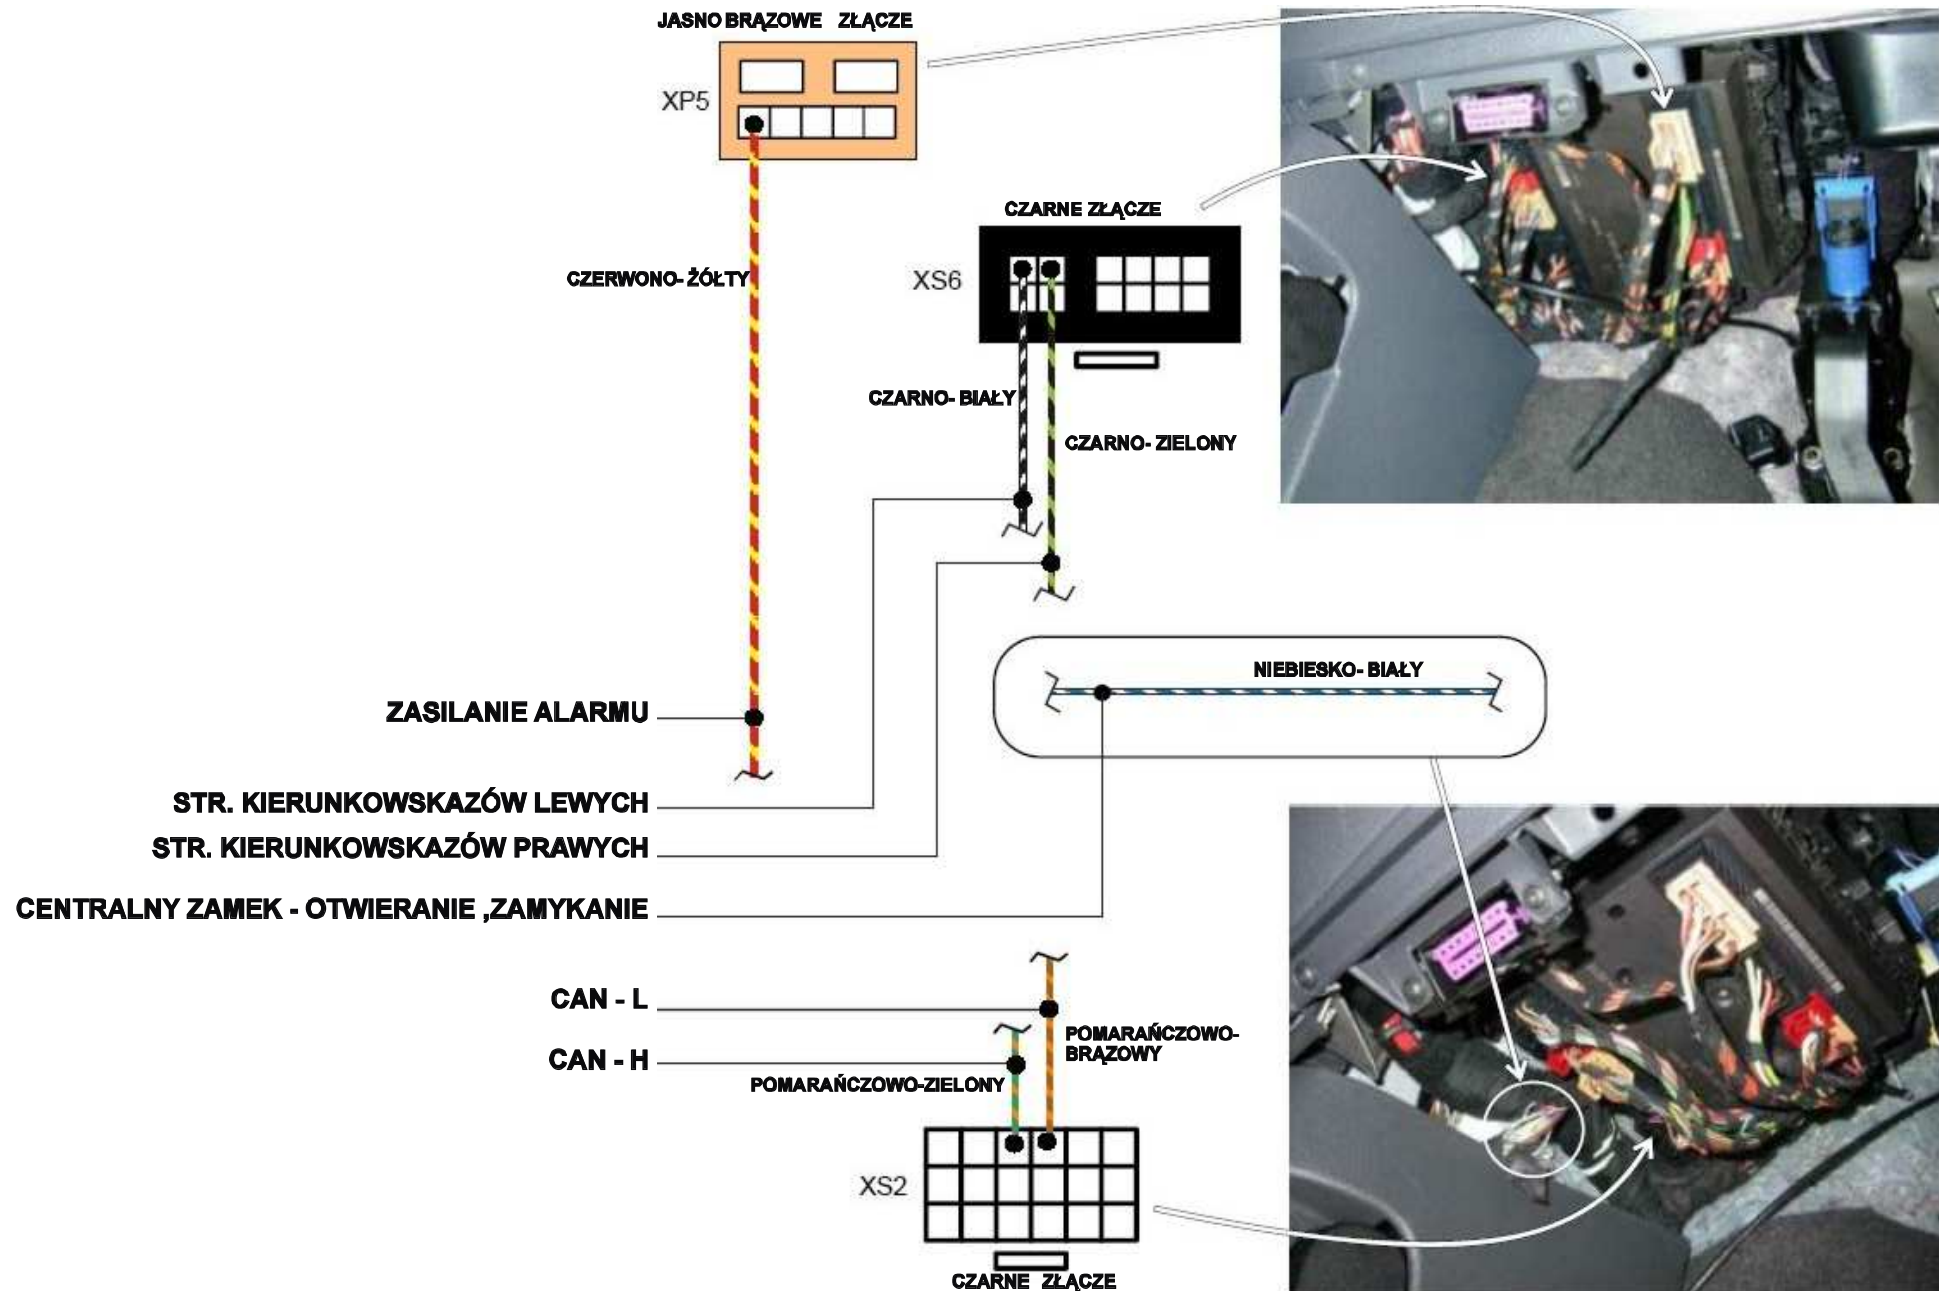 JASNO BRĄZOWE ZŁĄCZE
XP5
CZARNE ZŁĄCZE
CZERWONO- ŻÓŁTY
XS6
CZARNO- BIAŁY
CZARNO- ZIELONY
NIEBIESKO- BIAŁY
ZASILANIE ALARMU
STR. KIERUNKOWSKAZÓW LEWYCH
STR. KIERUNKOWSKAZÓW PRAWYCH
CENTRALNY ZAMEK - OTWIERANIE ,ZAMYKANIE
CAN - L
POMARAŃCZOWO-
BRĄZOWY
CAN - H
POMARAŃCZOWO-ZIELONY
XS2
CZARNE ZŁĄCZE